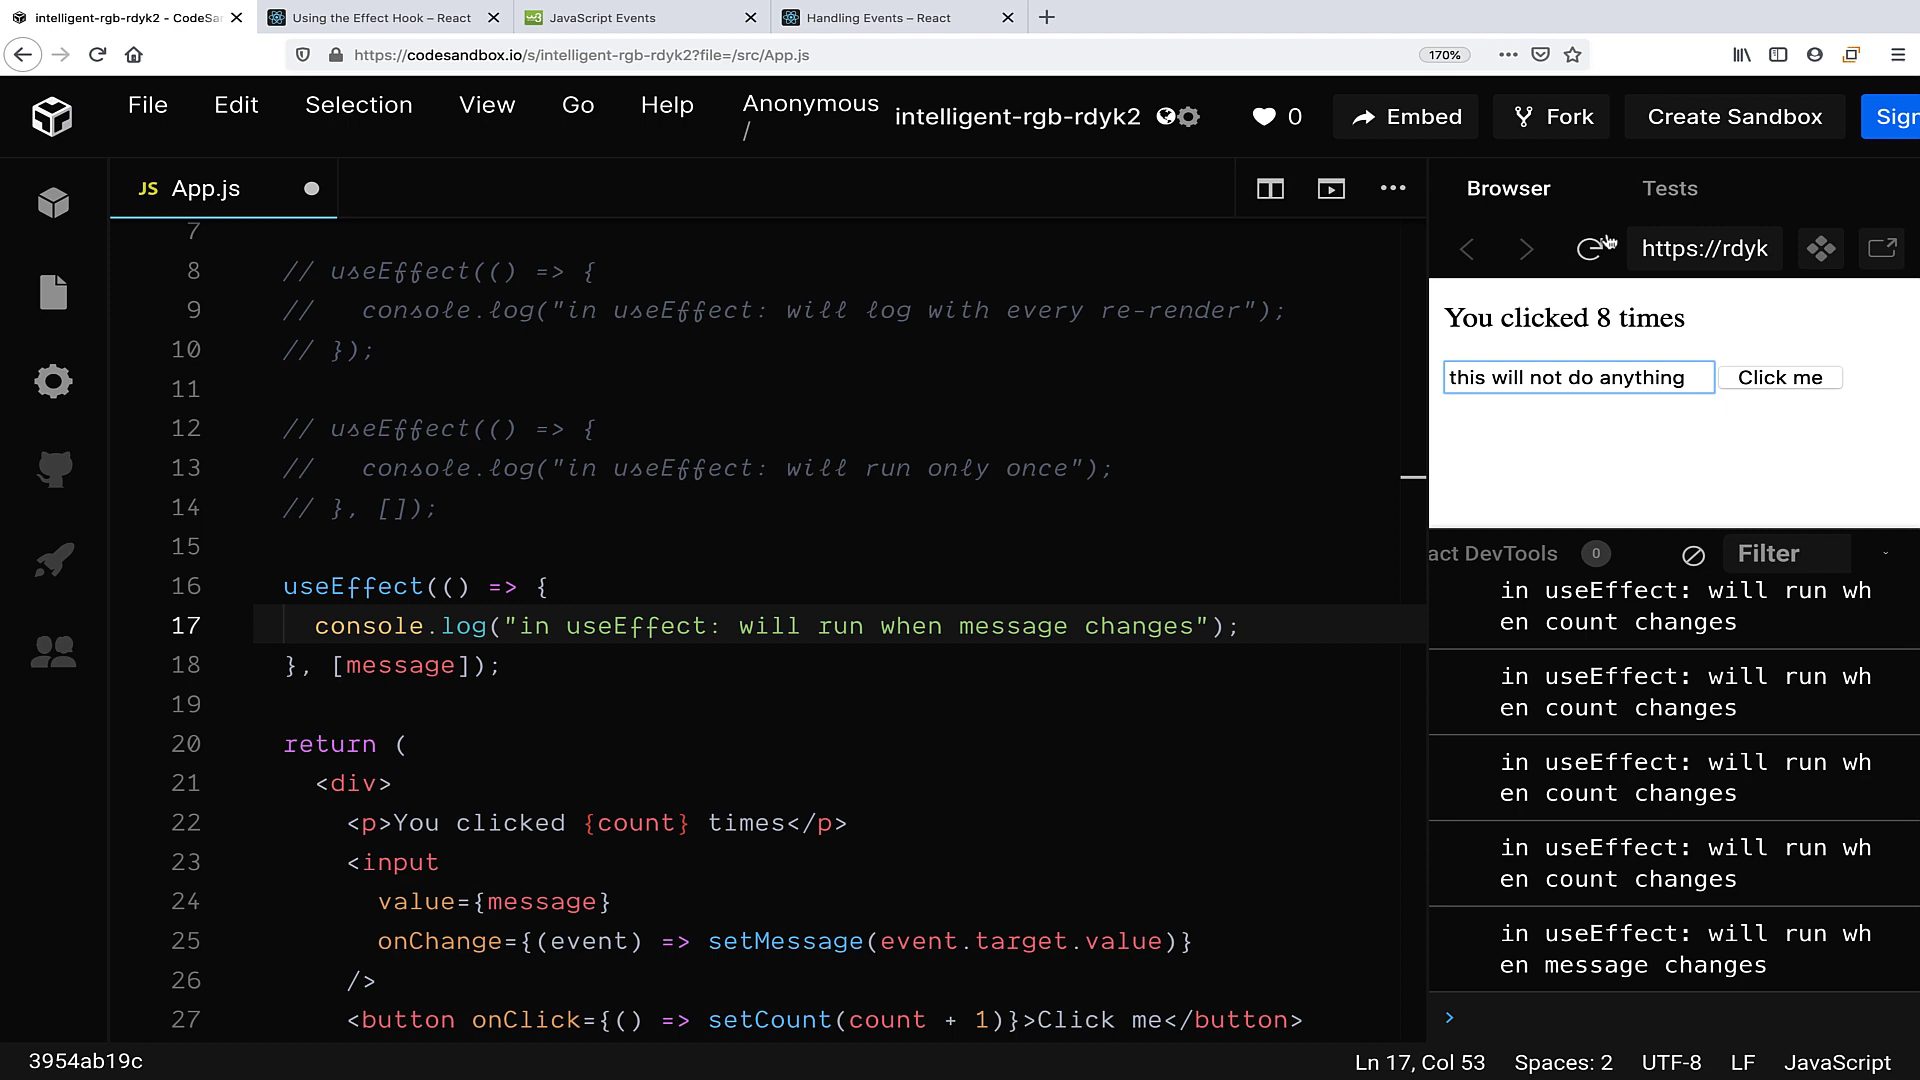 intelligent-rgb-rdyk2 - CodeSa
Using the Effect Hook – React
JavaScript Events
Handling Events – React
https://codesandbox.io/s/intelligent-rgb-rdyk2?file=/src/App.js
170%
File Edit Selection View Go Help
Anonymous
/
intelligent-rgb-rdyk2
0
Embed
Fork
Create Sandbox
Sign
JS App.js
Browser
Tests
https://rdyk
7
8 // useEffect(() => {
9 // console.log("in useEffect: will log with every re-render");
10 // });
11
12 // useEffect(() => {
13 // console.log("in useEffect: will run only once");
14 // }, []);
15
16 useEffect(() => {
17 console.log("in useEffect: will run when message changes");
18 }, [message]);
19
20 return (
21 <div>
22 <p>You clicked {count} times</p>
23 <input
24 value={message}
25 onChange={(event) => setMessage(event.target.value)}
26 />
27 <button onClick={() => setCount(count + 1)}>Click me</button>
You clicked 8 times
this will not do anything
Click me
act DevTools 0
Filter
in useEffect: will run wh
en count changes
in useEffect: will run wh
en count changes
in useEffect: will run wh
en count changes
in useEffect: will run wh
en count changes
in useEffect: will run wh
en message changes
3954ab19c
Ln 17, Col 53 Spaces: 2 UTF-8 LF JavaScript